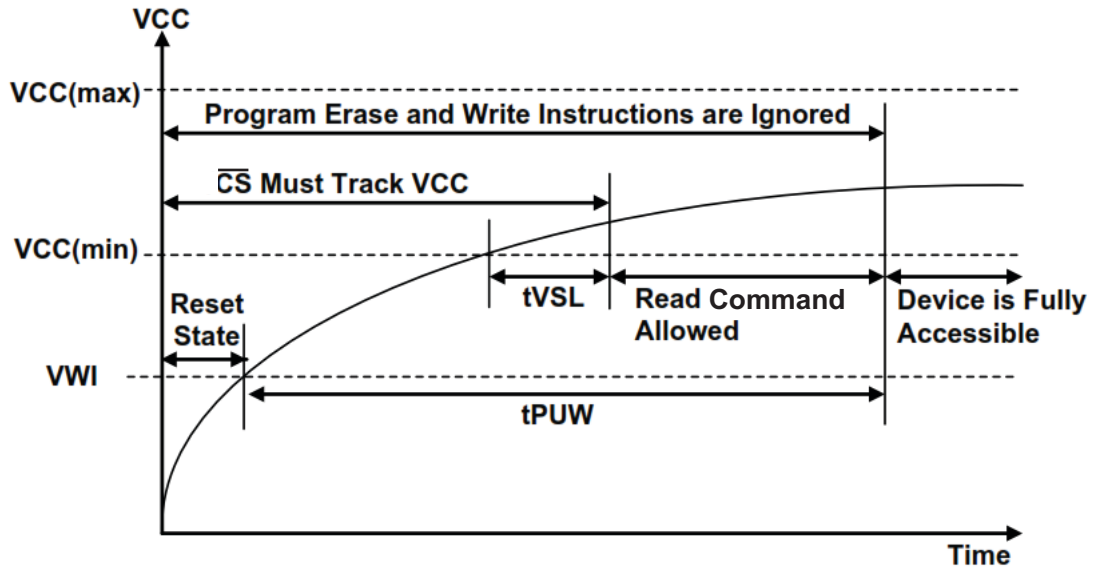 VCC
VCC(max)
Program Erase and Write Instructions are Ignored
C̅S̅ Must Track VCC
VCC(min)
tVSL
Read Command
Allowed
Device is Fully
Accessible
Reset
State
VWI
tPUW
Time